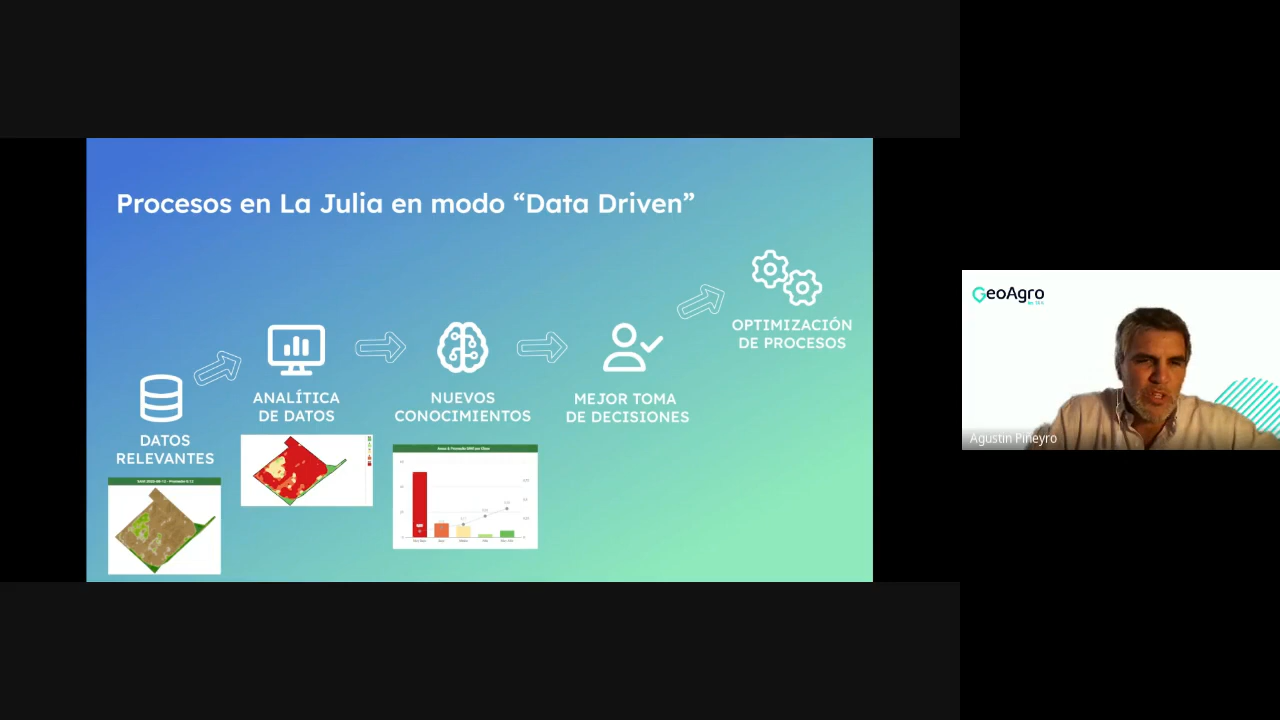 Procesos en La Julia en modo “Data Driven”
OPTIMIZACIÓN
DE PROCESOS
ANALÍTICA
DE DATOS
NUEVOS
CONOCIMIENTOS
MEJOR TOMA
DE DECISIONES
DATOS
RELEVANTES
GeoAgro
Agustin Piñeyro